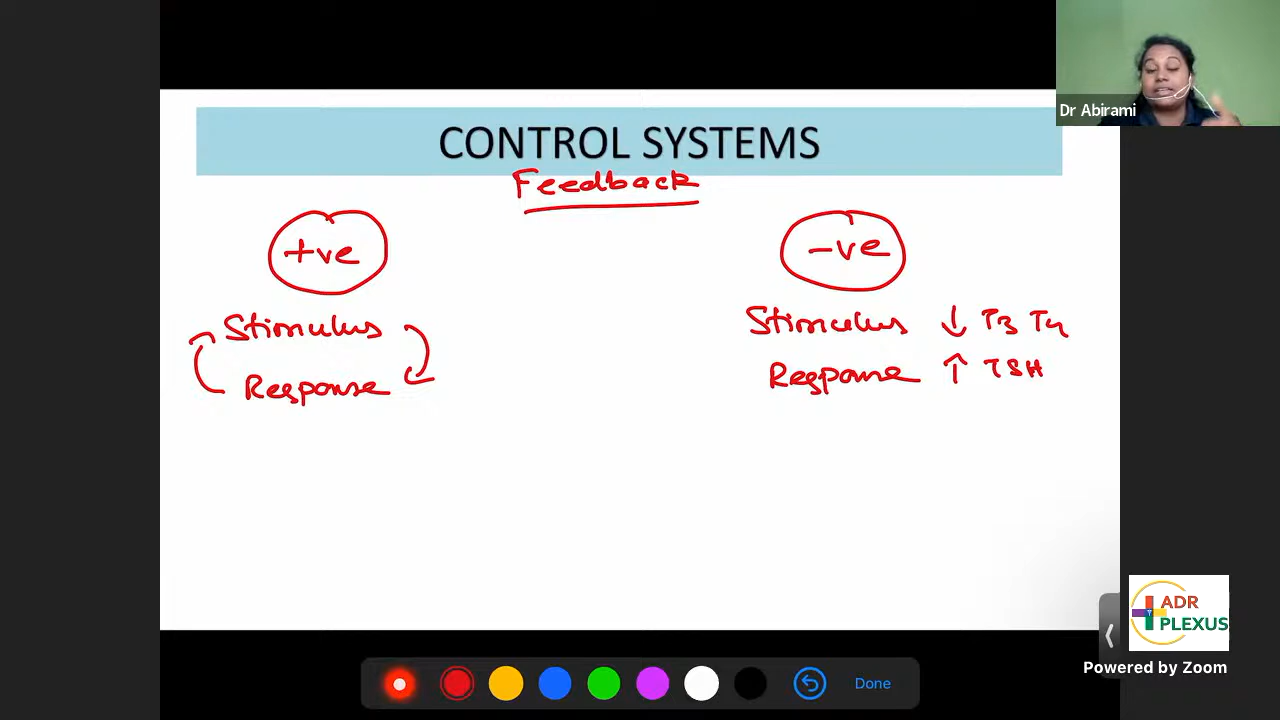 Dr Abirami
CONTROL SYSTEMS
Feedback
+ve
Stimulus
Response
-ve
Stimulus ↓ T3 T4
Response ↑ TSH
ADR
PLEXUS
Powered by Zoom
Done